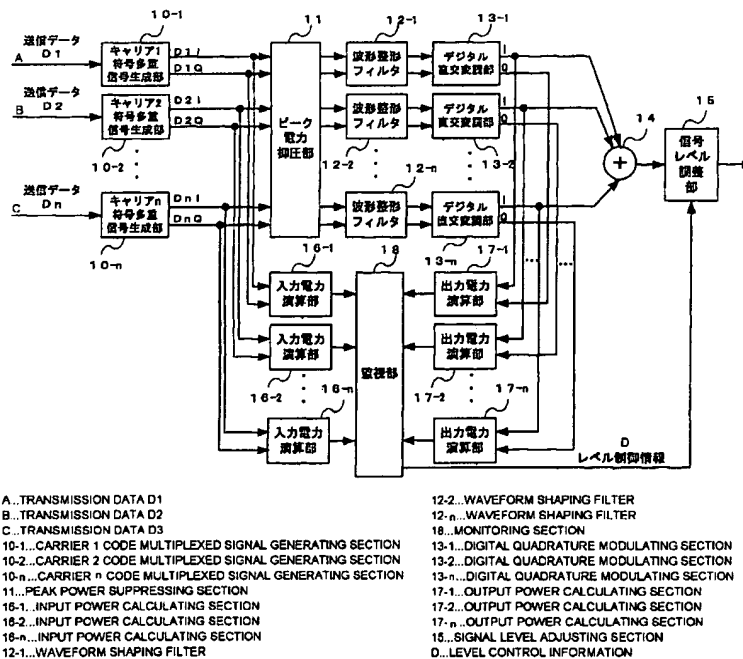 10-1
11
12-1
13-1
送信データ
D1
A
キャリア1
符号多重
信号生成部
D1I
D1Q
ピーク
電力
抑圧部
波形整形
フィルタ
デジタル
直交変調部
I
Q
送信データ
D2
B
キャリア2
符号多重
信号生成部
D2I
D2Q
波形整形
フィルタ
デジタル
直交変調部
I
Q
14
+
15
信号
レベル
調整
部
10-2
12-2
12-n
13-2
送信データ
Dn
C
キャリアn
符号多重
信号生成部
DnI
DnQ
波形整形
フィルタ
デジタル
直交変調部
I
Q
10-n
16-1
18
13-n
17-1
入力電力
演算部
監視部
出力電力
演算部
入力電力
演算部
出力電力
演算部
16-2
16-n
17-2
17-n
入力電力
演算部
出力電力
演算部
D
レベル制御情報
A...TRANSMISSION DATA D1
B...TRANSMISSION DATA D2
C...TRANSMISSION DATA D3
10-1...CARRIER 1 CODE MULTIPLEXED SIGNAL GENERATING SECTION
10-2...CARRIER 2 CODE MULTIPLEXED SIGNAL GENERATING SECTION
10-n...CARRIER n CODE MULTIPLEXED SIGNAL GENERATING SECTION
11...PEAK POWER SUPPRESSING SECTION
16-1...INPUT POWER CALCULATING SECTION
16-2...INPUT POWER CALCULATING SECTION
16-n...INPUT POWER CALCULATING SECTION
12-1...WAVEFORM SHAPING FILTER
12-2...WAVEFORM SHAPING FILTER
12-n...WAVEFORM SHAPING FILTER
18...MONITORING SECTION
13-1...DIGITAL QUADRATURE MODULATING SECTION
13-2...DIGITAL QUADRATURE MODULATING SECTION
13-n...DIGITAL QUADRATURE MODULATING SECTION
17-1...OUTPUT POWER CALCULATING SECTION
17-2...OUTPUT POWER CALCULATING SECTION
17-n...OUTPUT POWER CALCULATING SECTION
15...SIGNAL LEVEL ADJUSTING SECTION
D...LEVEL CONTROL INFORMATION